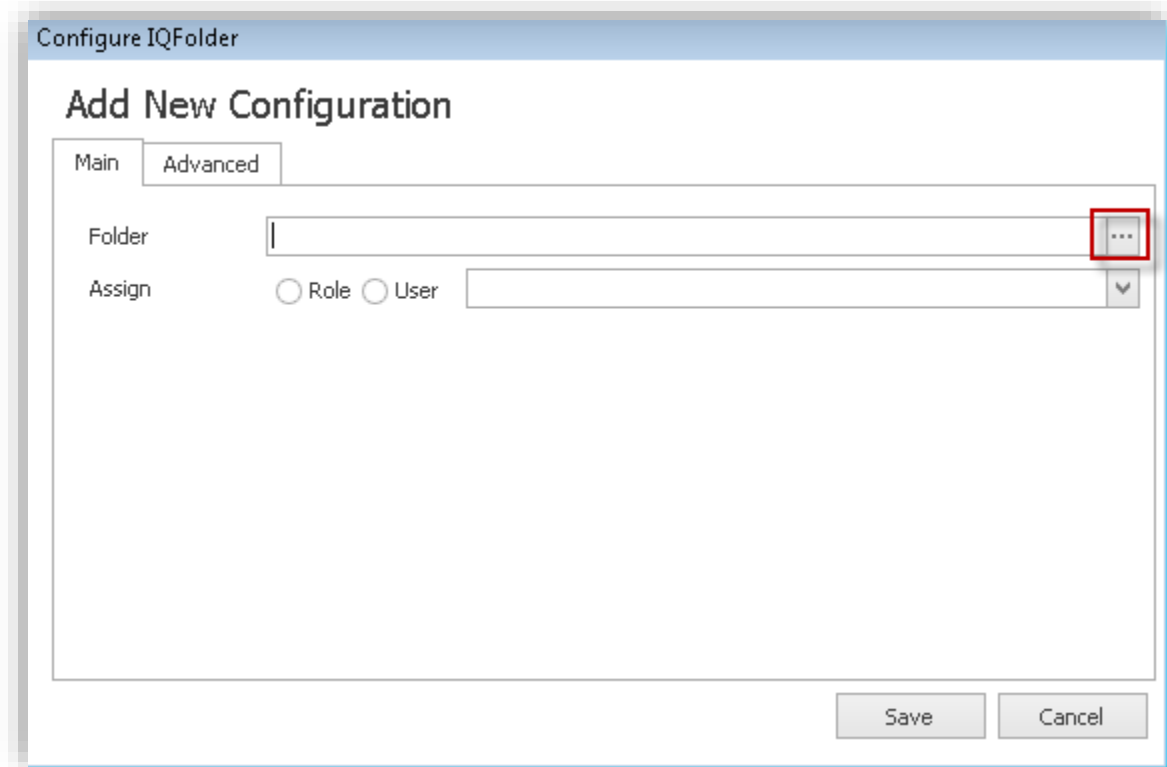 Configure IQFolder
Add New Configuration
Main Advanced
Folder ...
Assign Role User
Save Cancel